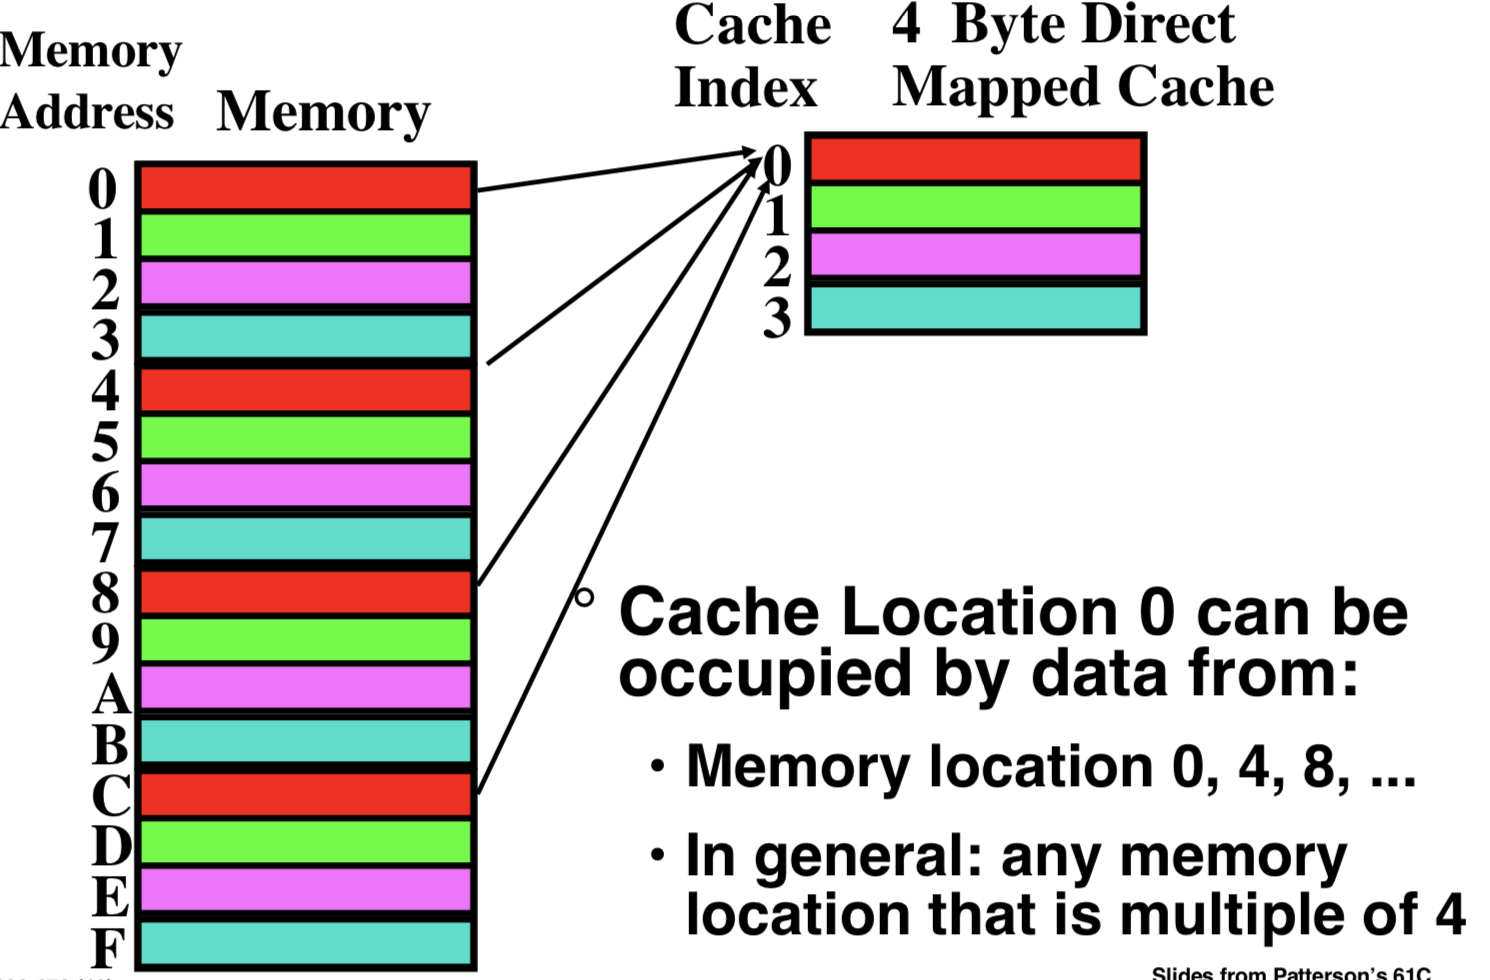 Memory
Address
Memory
0
1
2
3
4
5
6
7
8
9
A
B
C
D
E
F
Cache
Index
4 Byte Direct
Mapped Cache
0
1
2
3
° Cache Location 0 can be
occupied by data from:
• Memory location 0, 4, 8, ...
• In general: any memory
location that is multiple of 4
Slides from Patterson's 61C